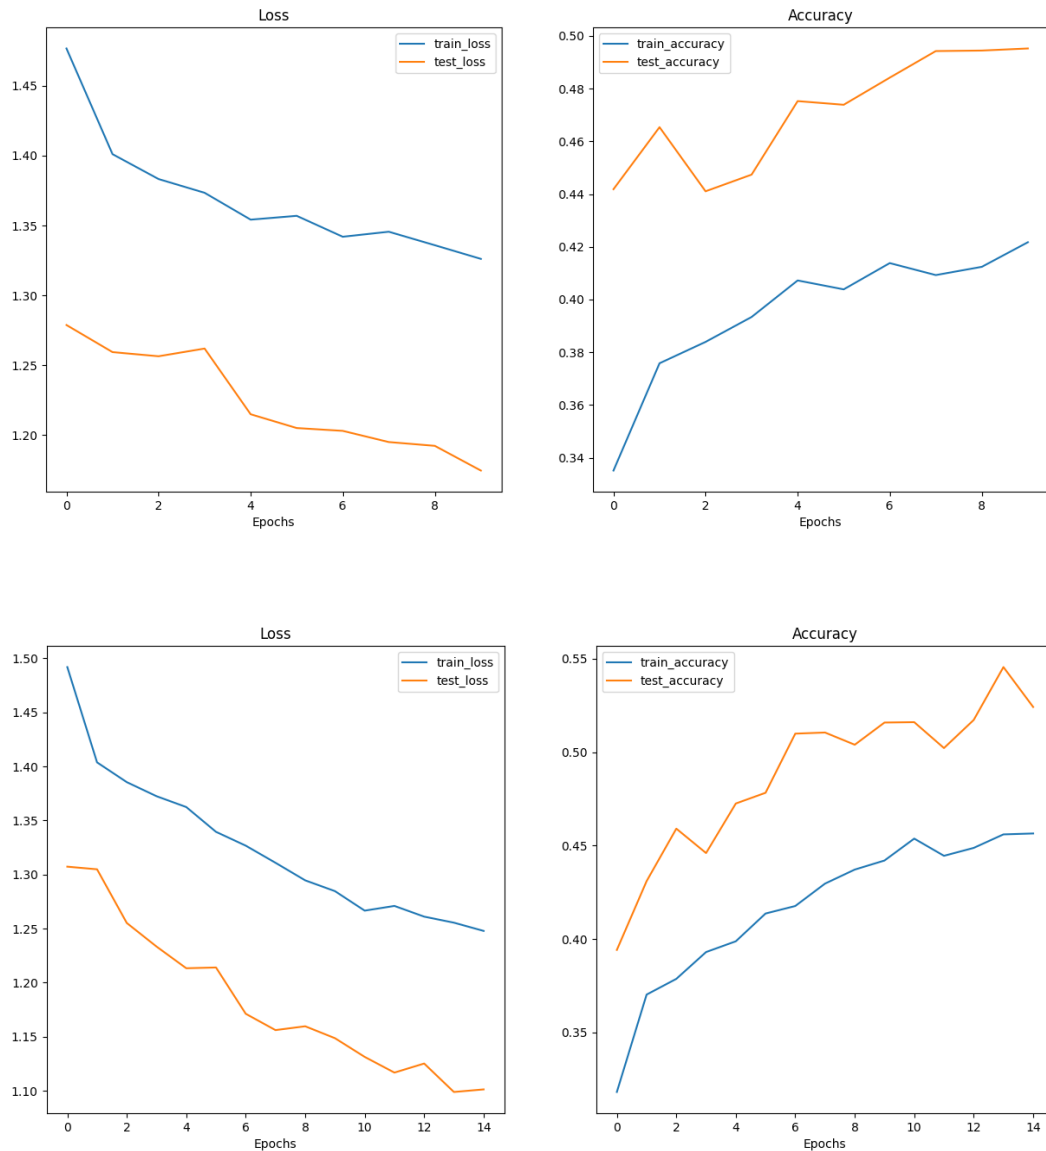 Loss
Accuracy
train_loss
test_loss
train_accuracy
test_accuracy
1.45
1.40
1.35
1.30
1.25
1.20
0.50
0.48
0.46
0.44
0.42
0.40
0.38
0.36
0.34
0 2 4 6 8
0 2 4 6 8
Epochs
Epochs
Loss
Accuracy
train_loss
test_loss
train_accuracy
test_accuracy
1.50
1.45
1.40
1.35
1.30
1.25
1.20
1.15
1.10
0.55
0.50
0.45
0.40
0.35
0 2 4 6 8 10 12 14
0 2 4 6 8 10 12 14
Epochs
Epochs